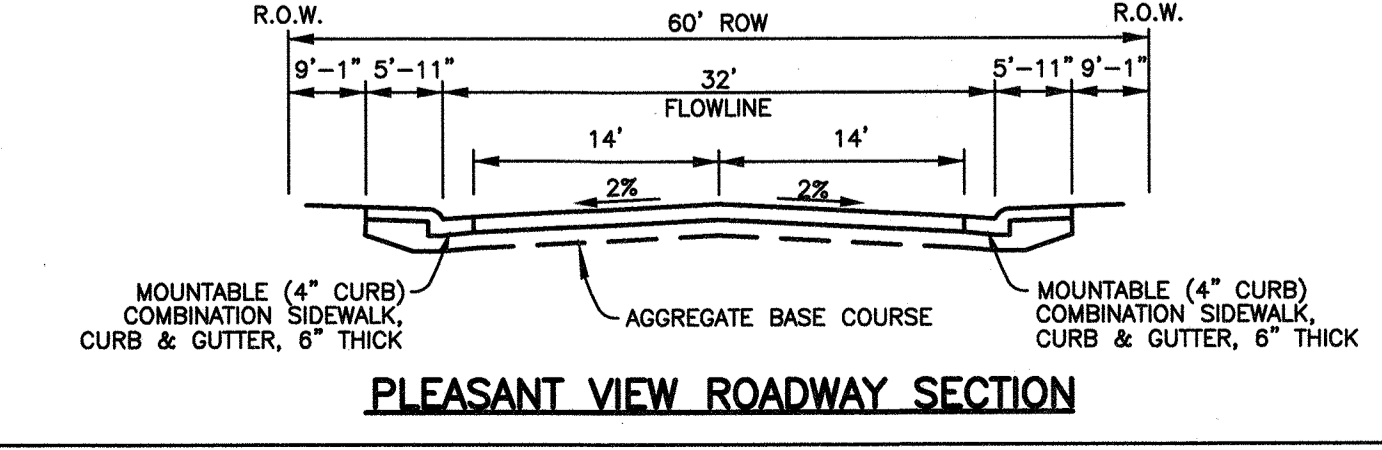 R.O.W.
60' ROW
R.O.W.
9'-1" 5'-11"
32'
5'-11" 9'-1"
FLOWLINE
14'
14'
2%
2%
MOUNTABLE (4" CURB)
COMBINATION SIDEWALK,
CURB & GUTTER, 6" THICK
AGGREGATE BASE COURSE
MOUNTABLE (4" CURB)
COMBINATION SIDEWALK,
CURB & GUTTER, 6" THICK
PLEASANT VIEW ROADWAY SECTION